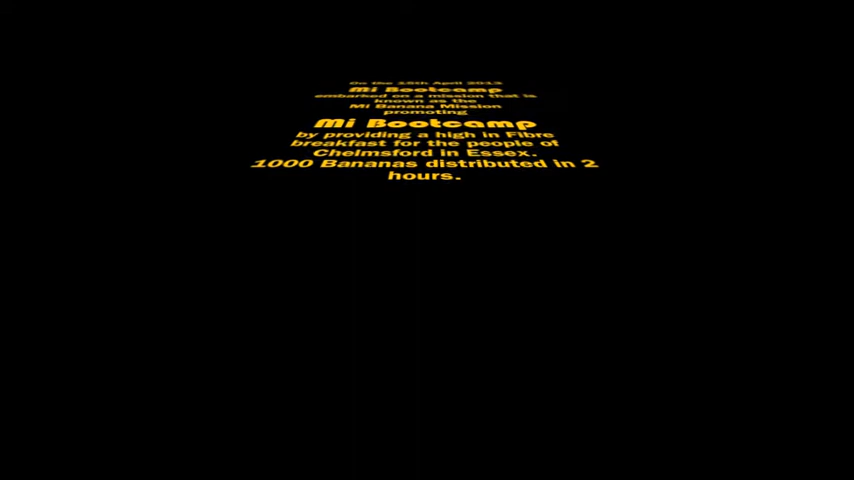 On the 18th April 2013
Mi Bootcamp
embarked on a mission that is
known as the
Mi Banana Mission
promoting
Mi Bootcamp
by providing a high in Fibre
breakfast for the people of
Chelmsford in Essex.
1000 Bananas distributed in 2
hours.